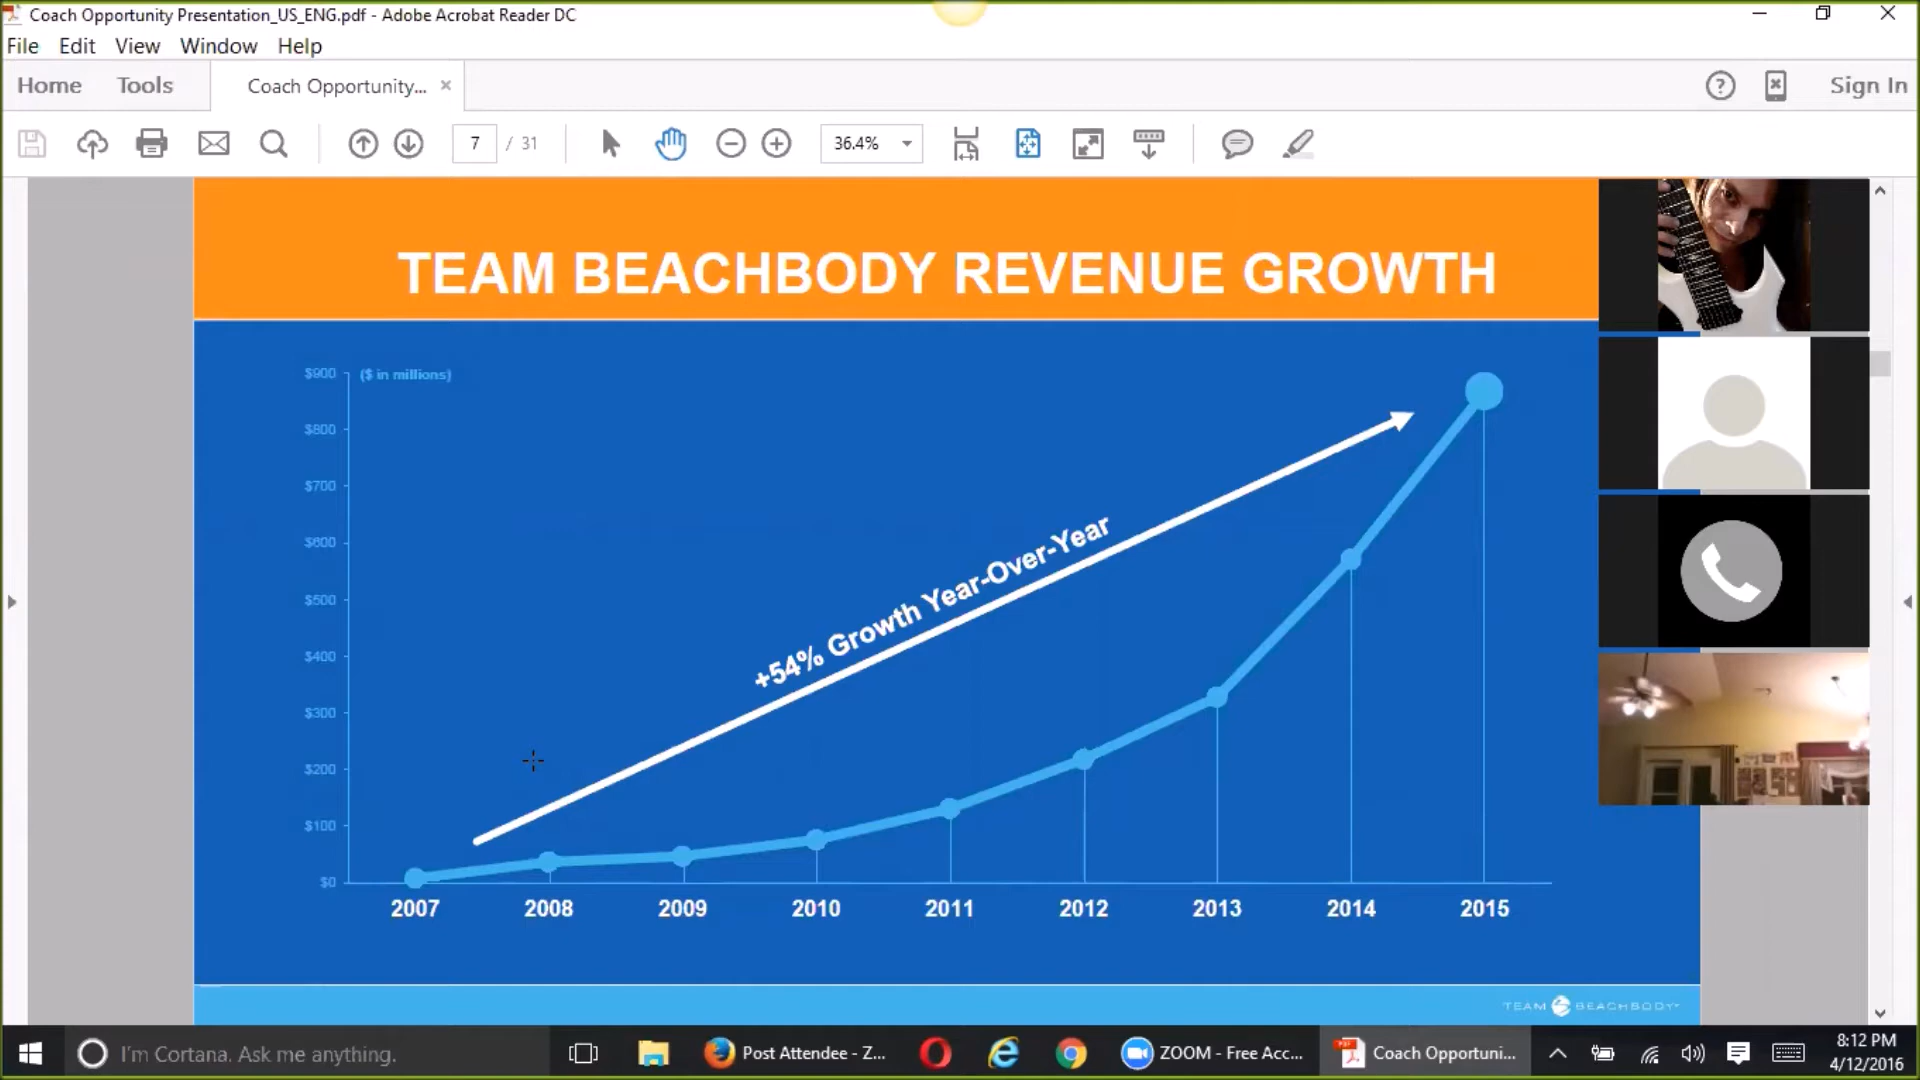 Coach Opportunity Presentation_US_ENG.pdf - Adobe Acrobat Reader DC
File Edit View Window Help
Home Tools Coach Opportunity... × Sign In
7 / 31 36.4%
TEAM BEACHBODY REVENUE GROWTH
$900 ($ in millions)
$800
$700
$600
$500
$400
$300
$200
$100
$0
+54% Growth Year-Over-Year
2007 2008 2009 2010 2011 2012 2013 2014 2015
TEAM BEACHBODY
I'm Cortana. Ask me anything. Post Attendee - Z... ZOOM - Free Acc... Coach Opportuni... 8:12 PM
4/12/2016